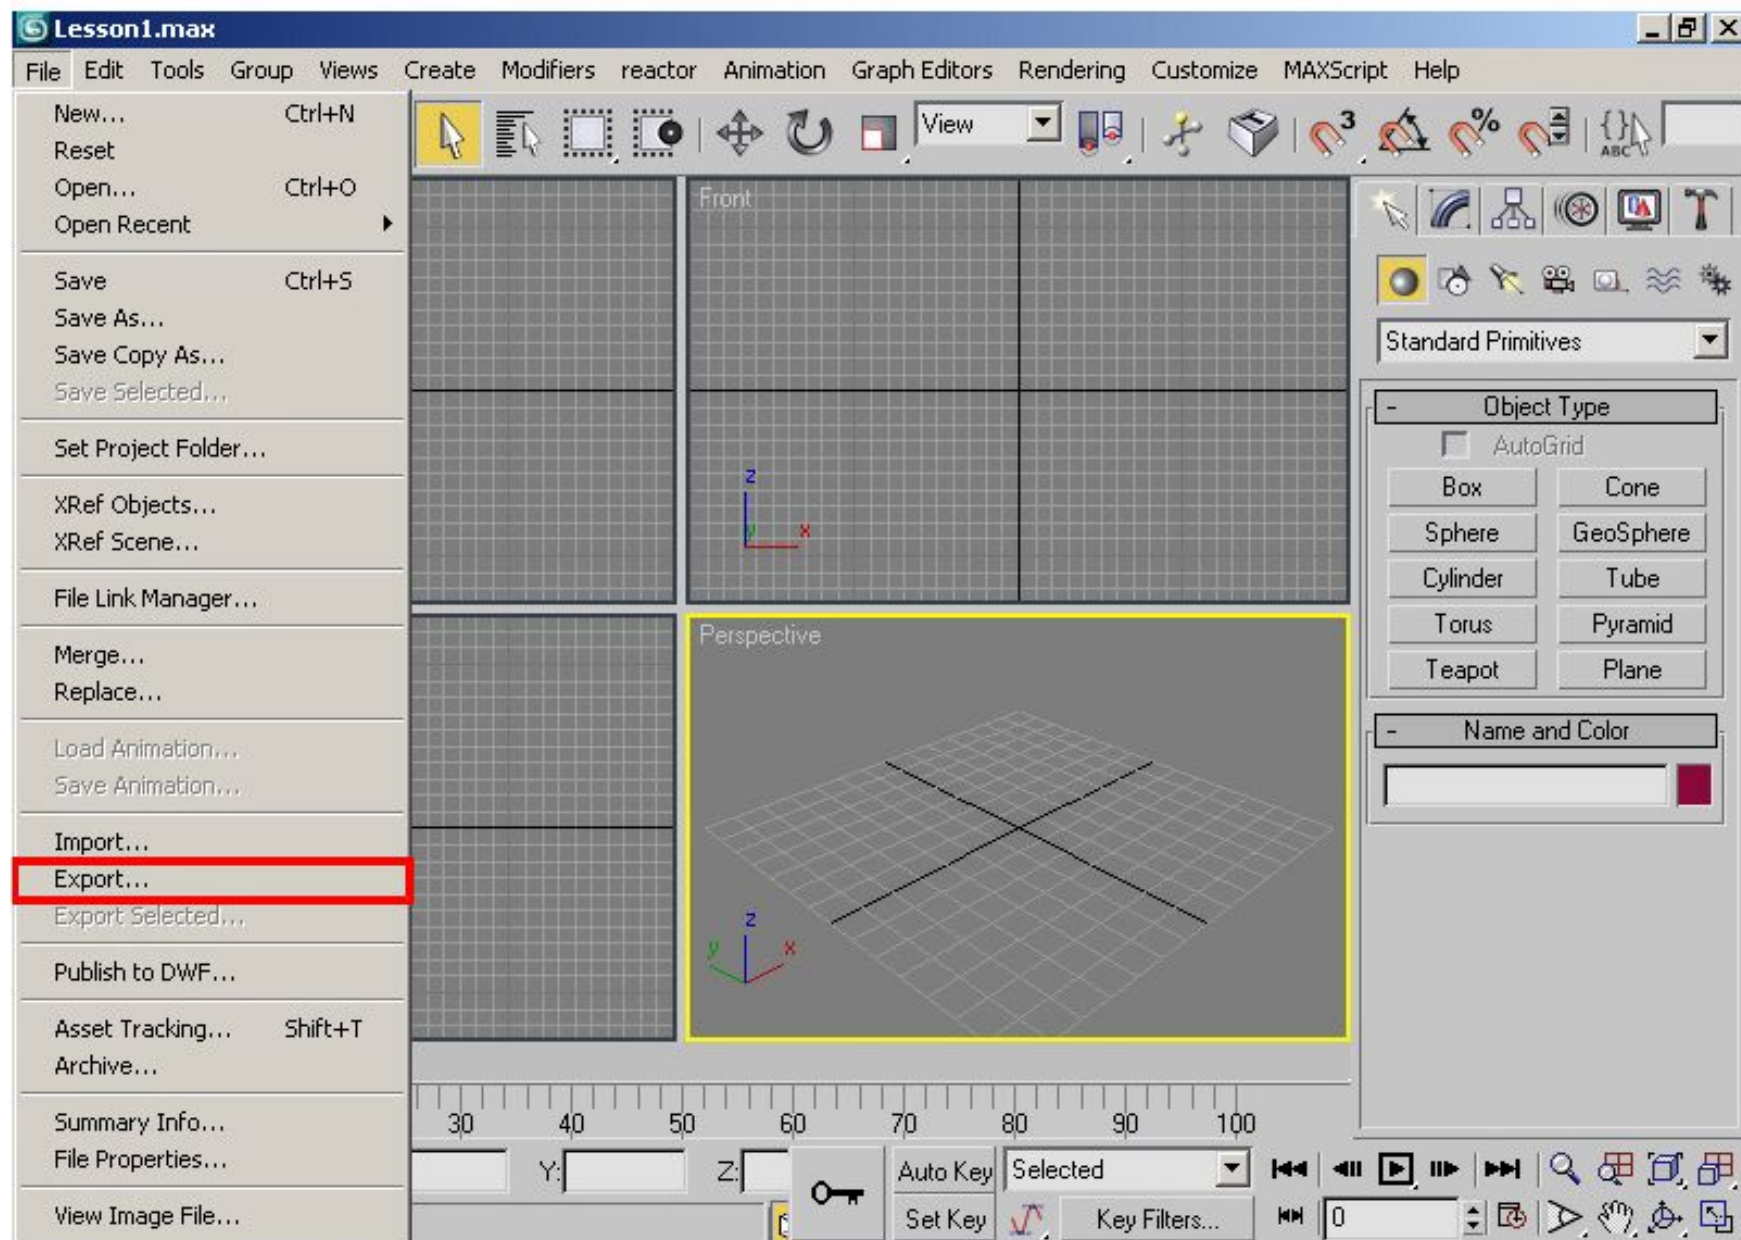 Lesson1.max
File Edit Tools Group Views Create Modifiers reactor Animation Graph Editors Rendering Customize MAXScript Help
New... Ctrl+N
Reset
Open... Ctrl+O
Open Recent
Save Ctrl+S
Save As...
Save Copy As...
Save Selected...
Set Project Folder...
XRef Objects...
XRef Scene...
File Link Manager...
Merge...
Replace...
Load Animation...
Save Animation...
Import...
Export...
Export Selected...
Publish to DWF...
Asset Tracking... Shift+T
Archive...
Summary Info...
File Properties...
View Image File...
View
3
%
ABC
Front
z
y x
Perspective
z
y x
Standard Primitives
- Object Type
AutoGrid
Box Cone
Sphere GeoSphere
Cylinder Tube
Torus Pyramid
Teapot Plane
- Name and Color
30 40 50 60 70 80 90 100
Y: Z: Auto Key Selected
Set Key Key Filters... 0